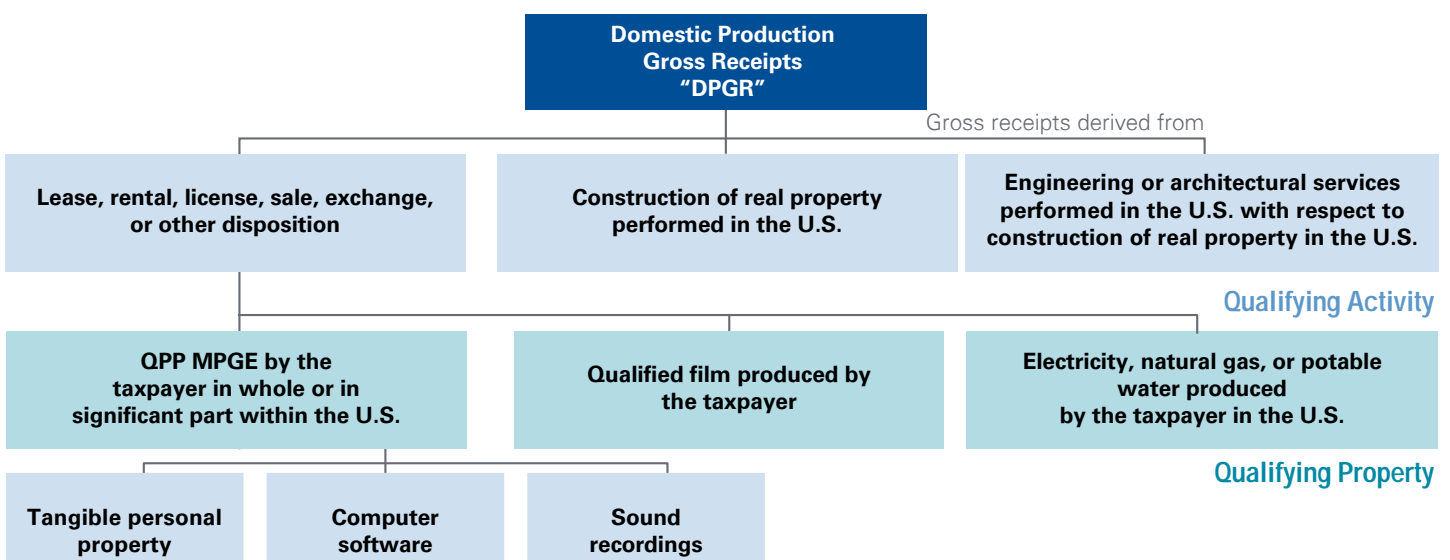 Domestic Production
Gross Receipts
“DPGR”
Gross receipts derived from
Lease, rental, license, sale, exchange,
or other disposition
Construction of real property
performed in the U.S.
Engineering or architectural services
performed in the U.S. with respect to
construction of real property in the U.S.
Qualifying Activity
QPP MPGE by the
taxpayer in whole or in
significant part within the U.S.
Qualified film produced by
the taxpayer
Electricity, natural gas, or potable
water produced
by the taxpayer in the U.S.
Qualifying Property
Tangible personal
property
Computer
software
Sound
recordings